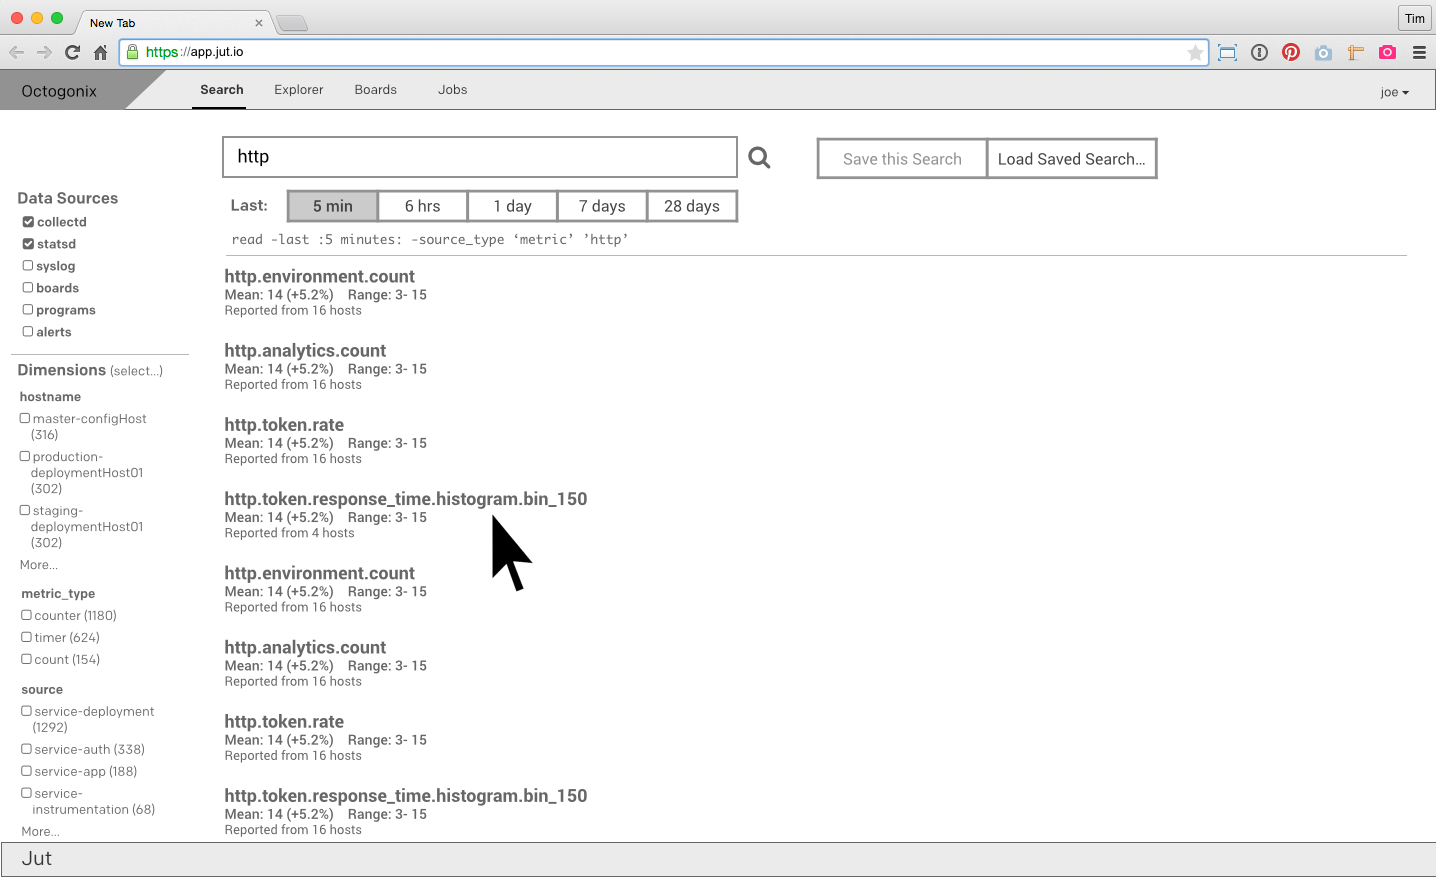 New Tab
Tim
https://app.jut.io
Octogonix
Search
Explorer
Boards
Jobs
joe
http
Save this Search
Load Saved Search...
Last:
5 min
6 hrs
1 day
7 days
28 days
read -last :5 minutes: -source_type ‘metric’ ’http’
Data Sources
collectd
statsd
syslog
boards
programs
alerts
Dimensions (select...)
hostname
master-configHost
(316)
production-
deploymentHost01
(302)
staging-
deploymentHost01
(302)
More...
metric_type
counter (1180)
timer (624)
count (154)
source
service-deployment
(1292)
service-auth (338)
service-app (188)
service-
instrumentation (68)
More...
http.environment.count
Mean: 14 (+5.2%) Range: 3- 15
Reported from 16 hosts
http.analytics.count
Mean: 14 (+5.2%) Range: 3- 15
Reported from 16 hosts
http.token.rate
Mean: 14 (+5.2%) Range: 3- 15
Reported from 16 hosts
http.token.response_time.histogram.bin_150
Mean: 14 (+5.2%) Range: 3- 15
Reported from 4 hosts
http.environment.count
Mean: 14 (+5.2%) Range: 3- 15
Reported from 16 hosts
http.analytics.count
Mean: 14 (+5.2%) Range: 3- 15
Reported from 16 hosts
http.token.rate
Mean: 14 (+5.2%) Range: 3- 15
Reported from 16 hosts
http.token.response_time.histogram.bin_150
Mean: 14 (+5.2%) Range: 3- 15
Reported from 16 hosts
Jut